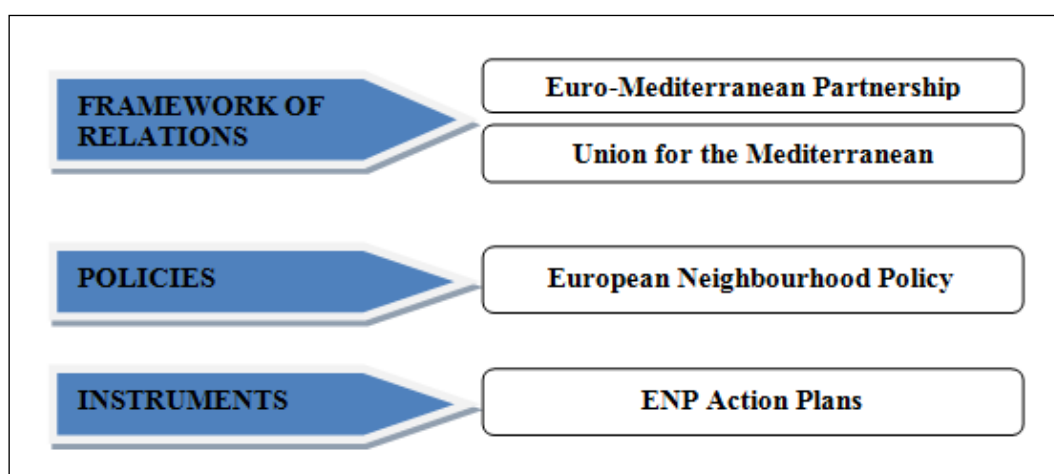 FRAMEWORK OF
RELATIONS
Euro-Mediterranean Partnership
Union for the Mediterranean
POLICIES
European Neighbourhood Policy
INSTRUMENTS
ENP Action Plans